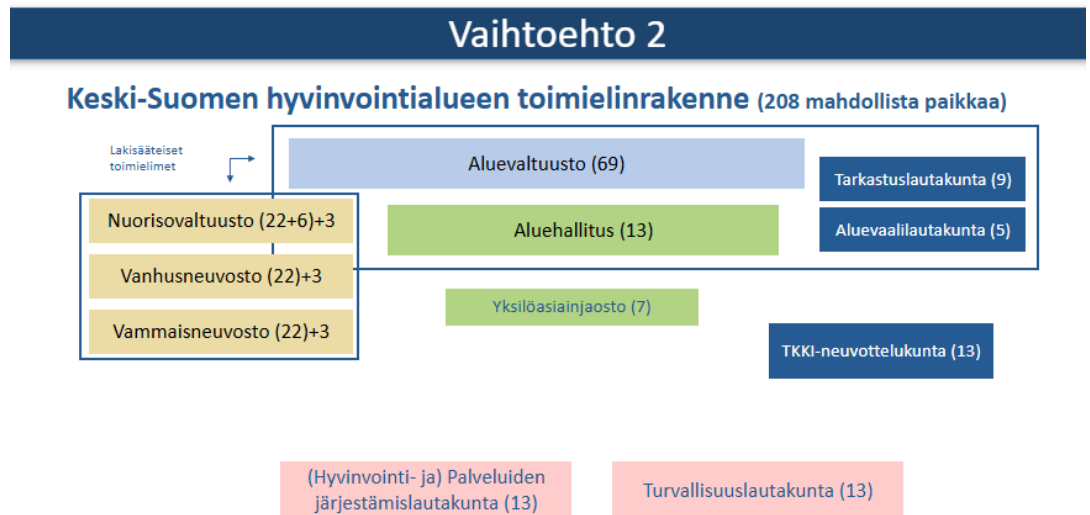 Vaihtoehto 2
Keski-Suomen hyvinvointialueen toimielinrakenne (208 mahdollista paikkaa)
Lakisääteiset
toimielimet
Aluevaltuusto (69)
Tarkastuslautakunta (9)
Nuorisovaltuusto (22+6)+3
Aluehallitus (13)
Aluevaalilautakunta (5)
Vanhusneuvosto (22)+3
Yksilöasiainjaosto (7)
Vammaisneuvosto (22)+3
TKKI-neuvottelukunta (13)
(Hyvinvointi- ja) Palveluiden
järjestämislautakunta (13)
Turvallisuuslautakunta (13)